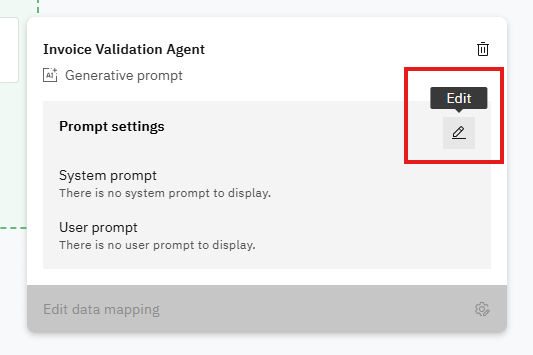 Invoice Validation Agent
Generative prompt
Edit
Prompt settings
System prompt
There is no system prompt to display.
User prompt
There is no user prompt to display.
Edit data mapping